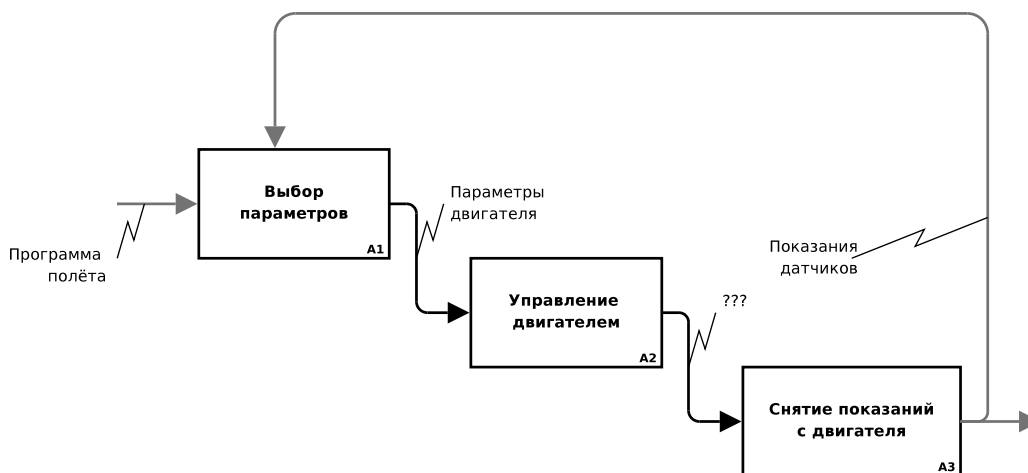 Программа
полёта
Выбор
параметров
A1
Параметры
двигателя
Управление
двигателем
A2
???
Снятие показаний
с двигателя
A3
Показания
датчиков